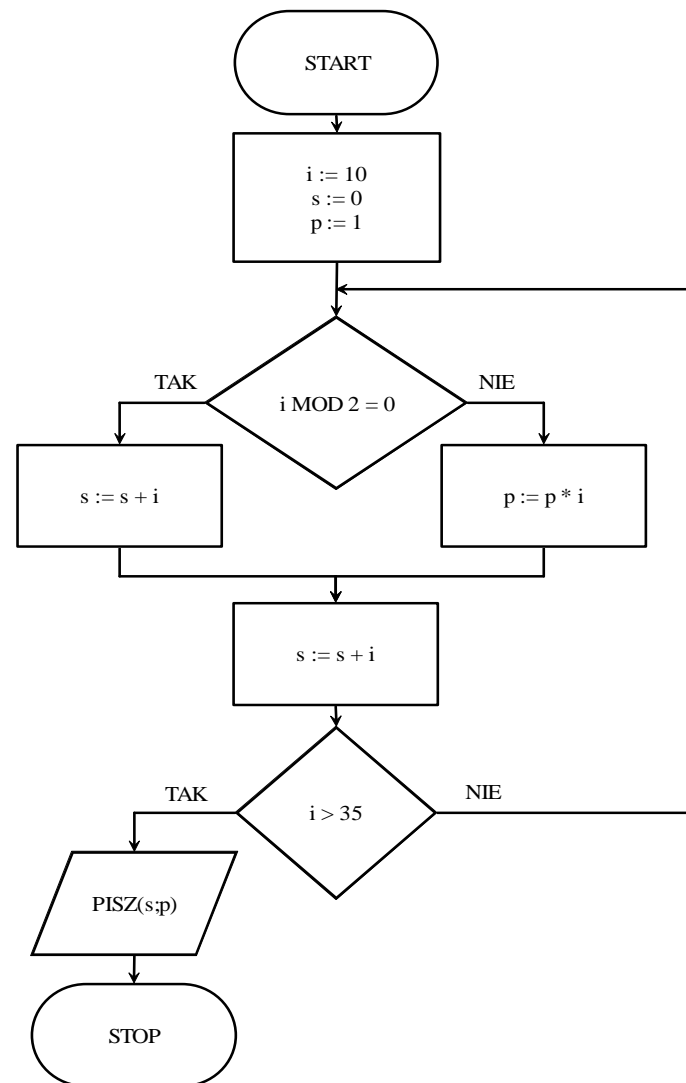 START
i := 10
s := 0
p := 1
TAK
NIE
i MOD 2 = 0
s := s + i
p := p * i
s := s + i
TAK
NIE
i > 35
PISZ(s;p)
STOP